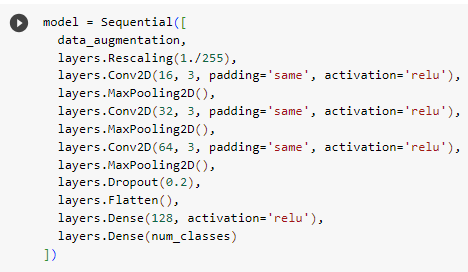 model = Sequential([
  data_augmentation,
  layers.Rescaling(1./255),
  layers.Conv2D(16, 3, padding='same', activation='relu'),
  layers.MaxPooling2D(),
  layers.Conv2D(32, 3, padding='same', activation='relu'),
  layers.MaxPooling2D(),
  layers.Conv2D(64, 3, padding='same', activation='relu'),
  layers.MaxPooling2D(),
  layers.Dropout(0.2),
  layers.Flatten(),
  layers.Dense(128, activation='relu'),
  layers.Dense(num_classes)
])